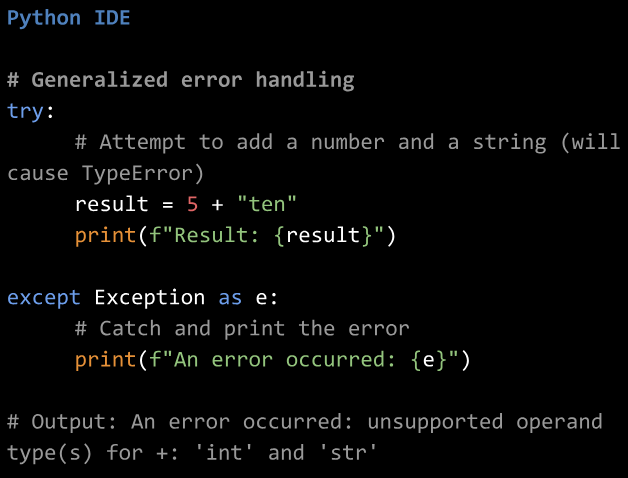 Python IDE
# Generalized error handling
try:
# Attempt to add a number and a string (will
cause TypeError)
result = 5 + "ten"
print(f"Result: {result}")
except Exception as e:
# Catch and print the error
print(f"An error occurred: {e}")
# Output: An error occurred: unsupported operand
type(s) for +: 'int' and 'str'